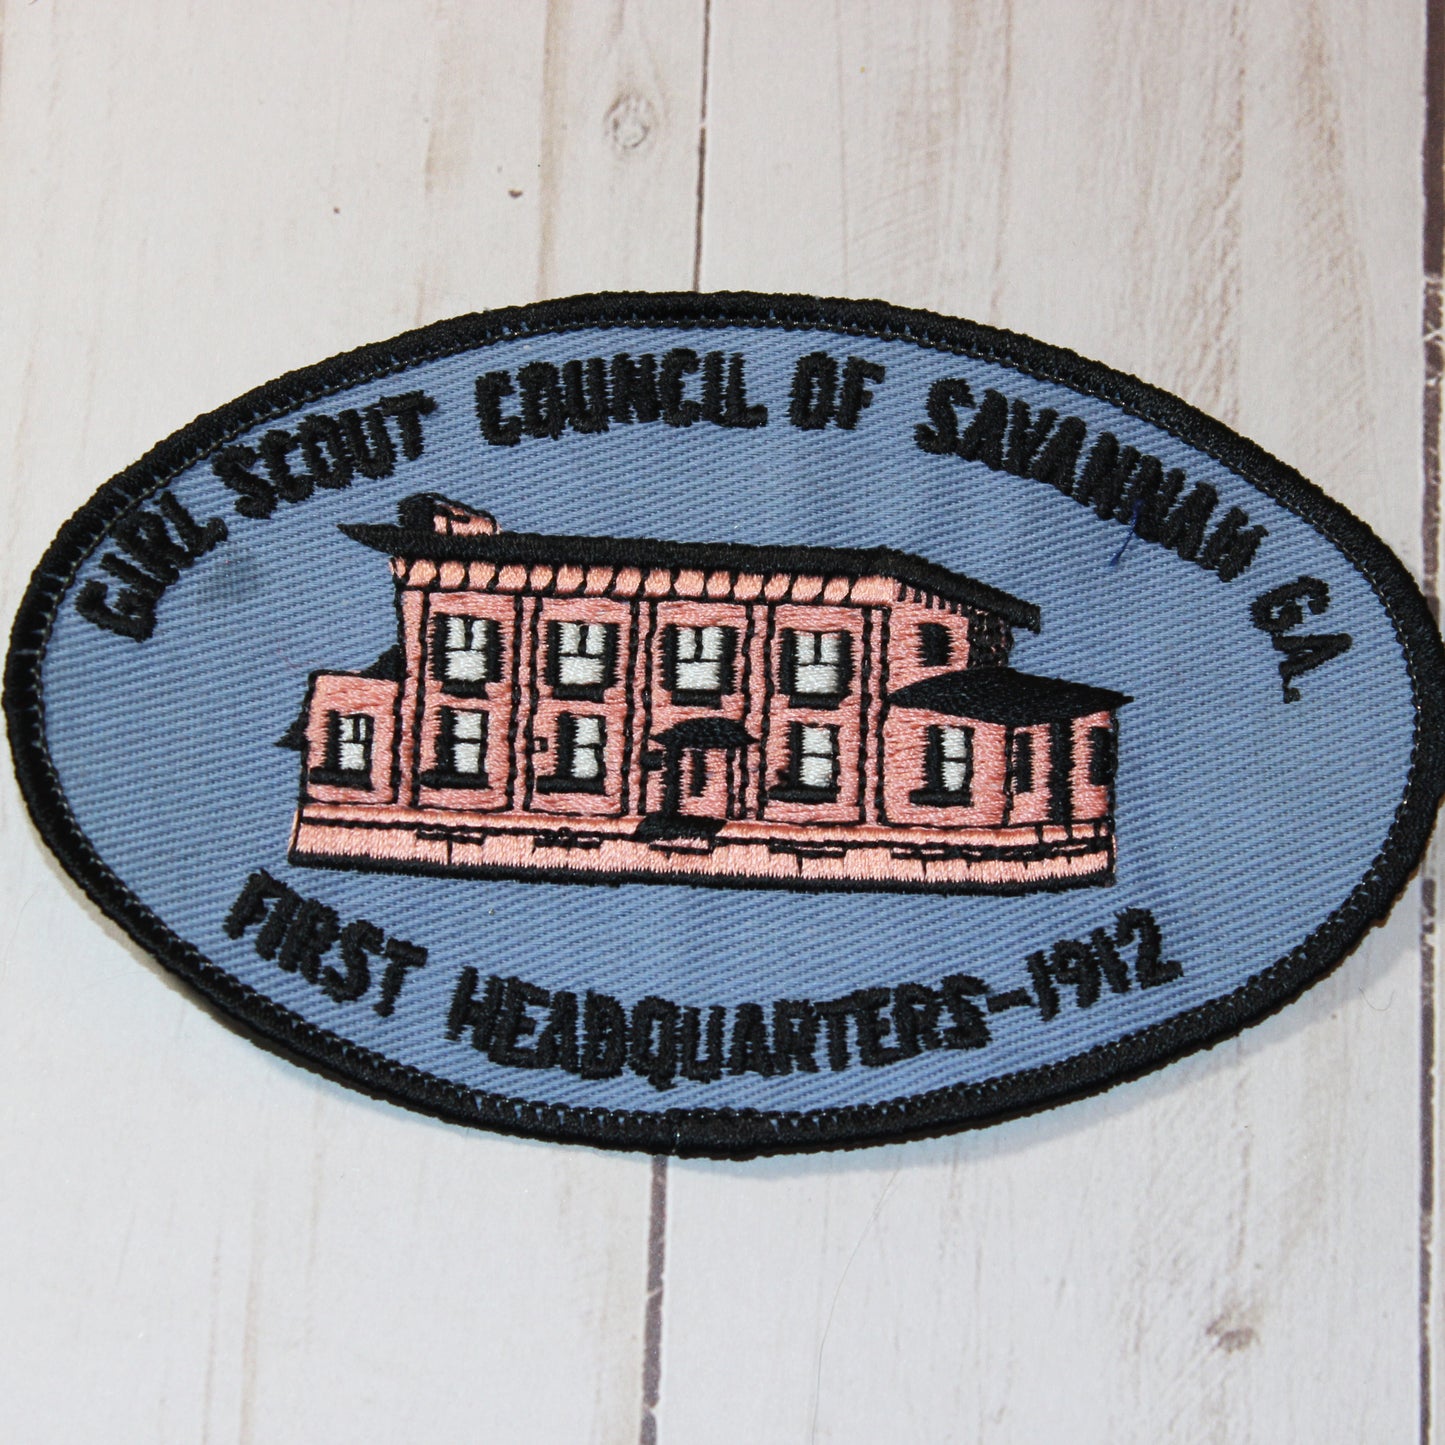 GIRL SCOUT COUNCIL OF SAVANNAH GA.
FIRST HEADQUARTERS-1912